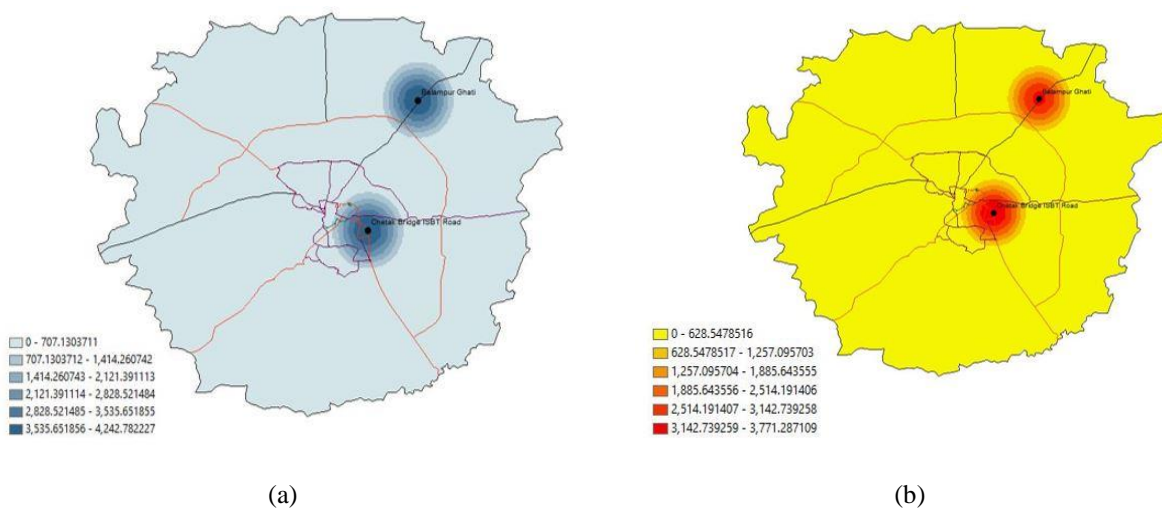 Balampur Ghati
Chetak Bridge ISBT Road
0 - 707.1303711
707.1303712 - 1,414.260742
1,414.260743 - 2,121.391113
2,121.391114 - 2,828.521484
2,828.521485 - 3,535.651855
3,535.651856 - 4,242.782227
(a)
Balampur Ghati
Chetak Bridge ISBT Road
0 - 628.5478516
628.5478517 - 1,257.095703
1,257.095704 - 1,885.643555
1,885.643556 - 2,514.191406
2,514.191407 - 3,142.739258
3,142.739259 - 3,771.287109
(b)